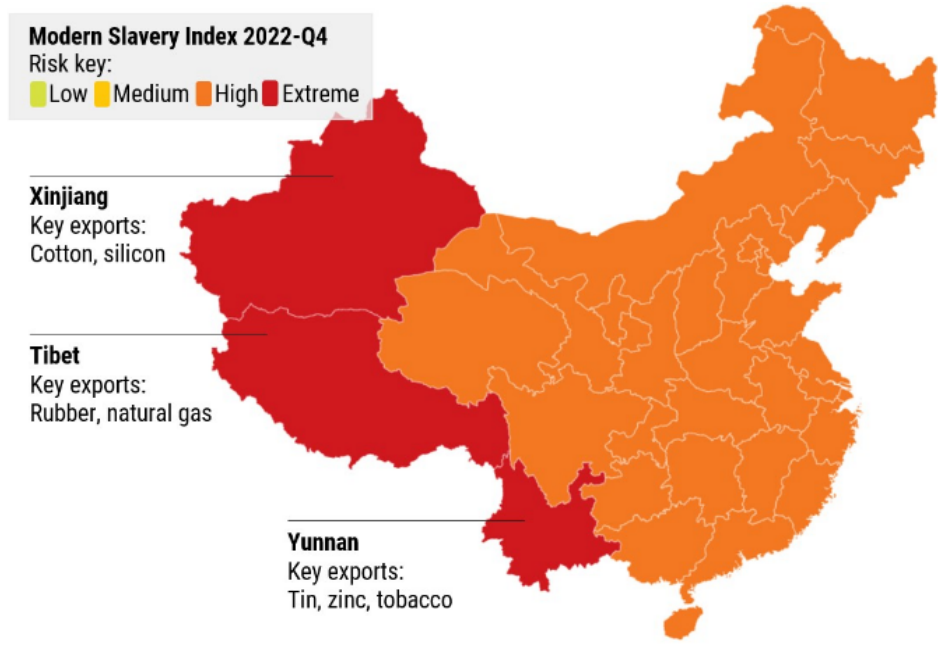 Modern Slavery Index 2022-Q4
Risk key:
Low Medium High Extreme
Xinjiang
Key exports:
Cotton, silicon
Tibet
Key exports:
Rubber, natural gas
Yunnan
Key exports:
Tin, zinc, tobacco